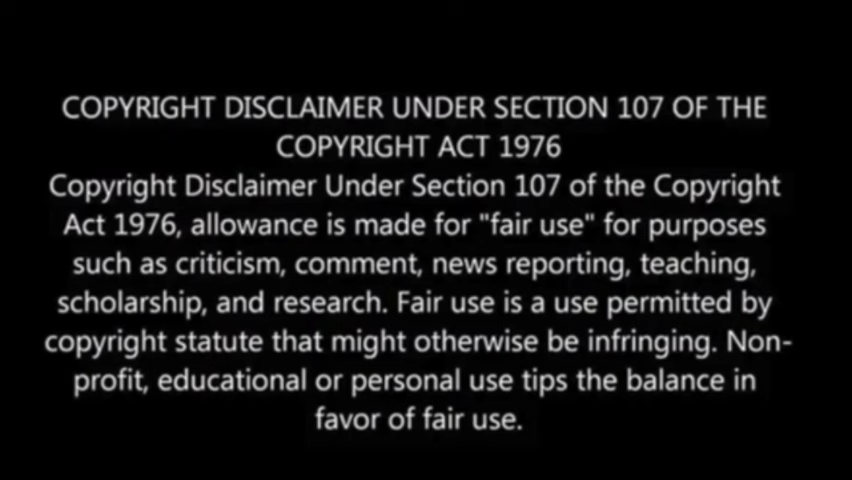 COPYRIGHT DISCLAIMER UNDER SECTION 107 OF THE
COPYRIGHT ACT 1976
Copyright Disclaimer Under Section 107 of the Copyright
Act 1976, allowance is made for "fair use" for purposes
such as criticism, comment, news reporting, teaching,
scholarship, and research. Fair use is a use permitted by
copyright statute that might otherwise be infringing. Non-
profit, educational or personal use tips the balance in
favor of fair use.